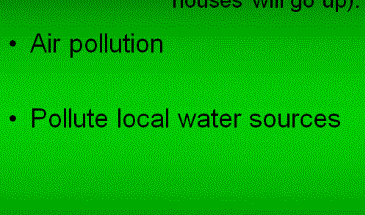 houses will go up).
• Air pollution
• Pollute local water sources